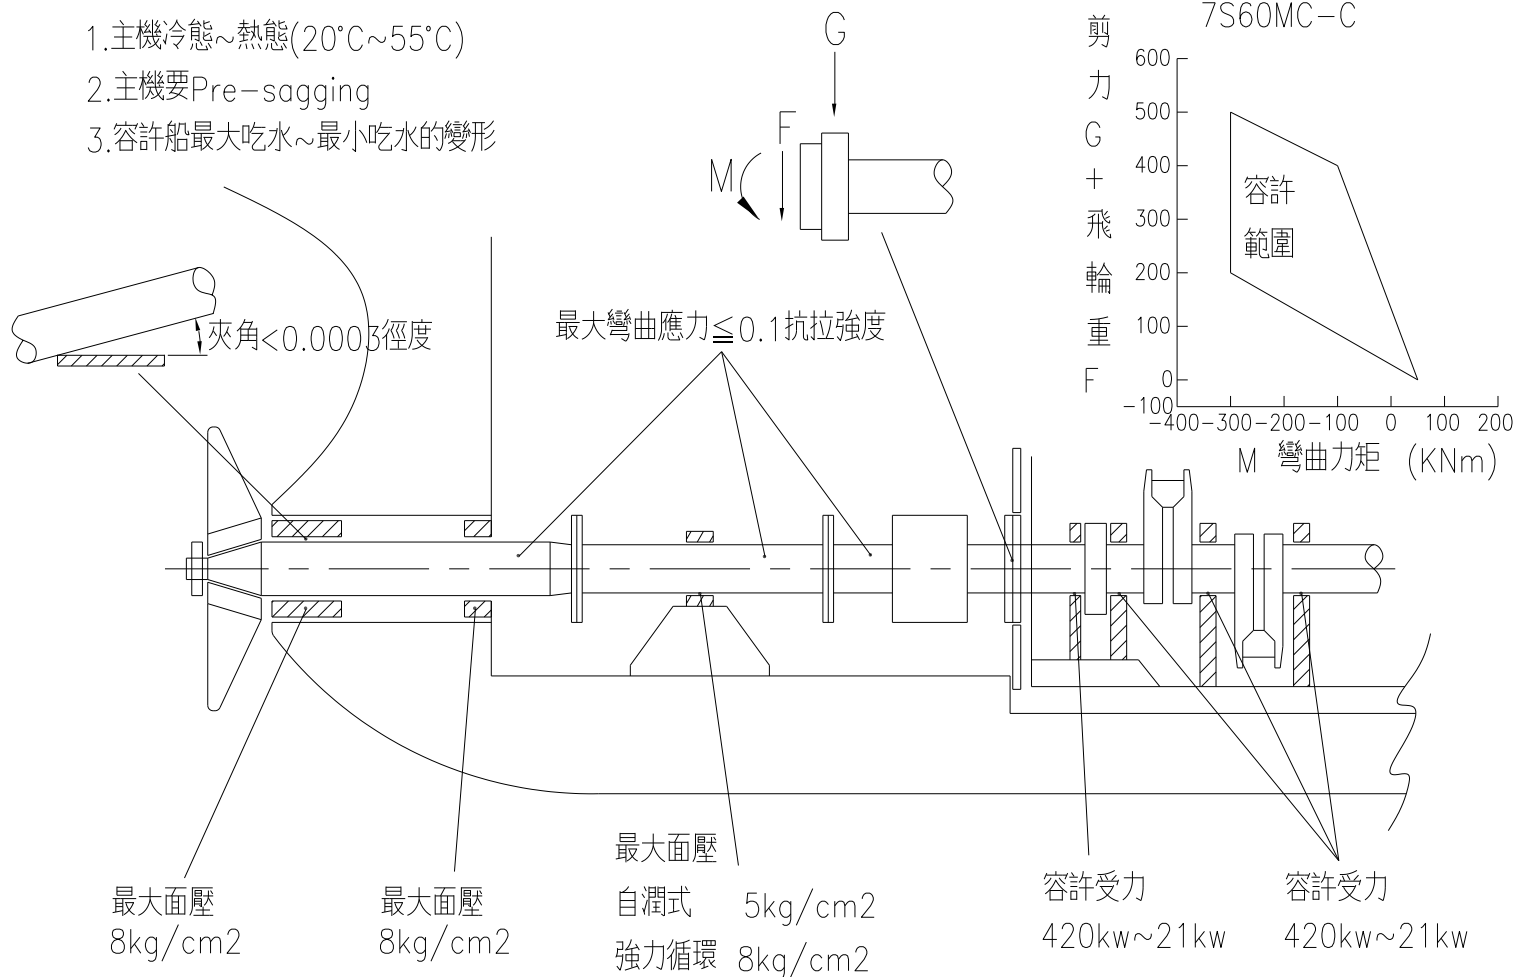 1.主機冷態~熱態(20°C~55°C)
2.主機要Pre-sagging
3.容許船最大吃水~最小吃水的變形
G
F
M
7S60MC-C
剪力G+飛輪重F
600
500
400
300
200
100
0
-100
容許
範圍
-400 -300 -200 -100 0 100 200
M 彎曲力矩 (KNm)
夾角<0.0003徑度
最大彎曲應力≦0.1抗拉強度
最大面壓
8kg/cm2
最大面壓
8kg/cm2
最大面壓
自潤式 5kg/cm2
強力循環 8kg/cm2
容許受力
420kw~21kw
容許受力
420kw~21kw